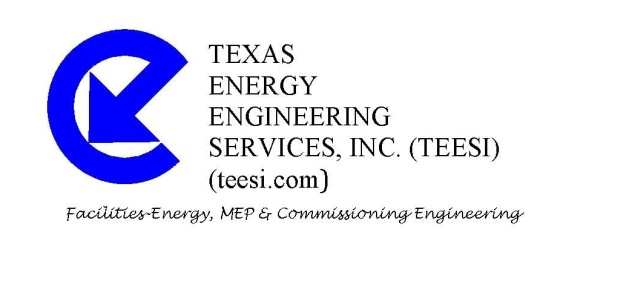 TEXAS
ENERGY
ENGINEERING
SERVICES, INC. (TEESI)
(teesi.com)
Facilities-Energy, MEP & Commissioning Engineering